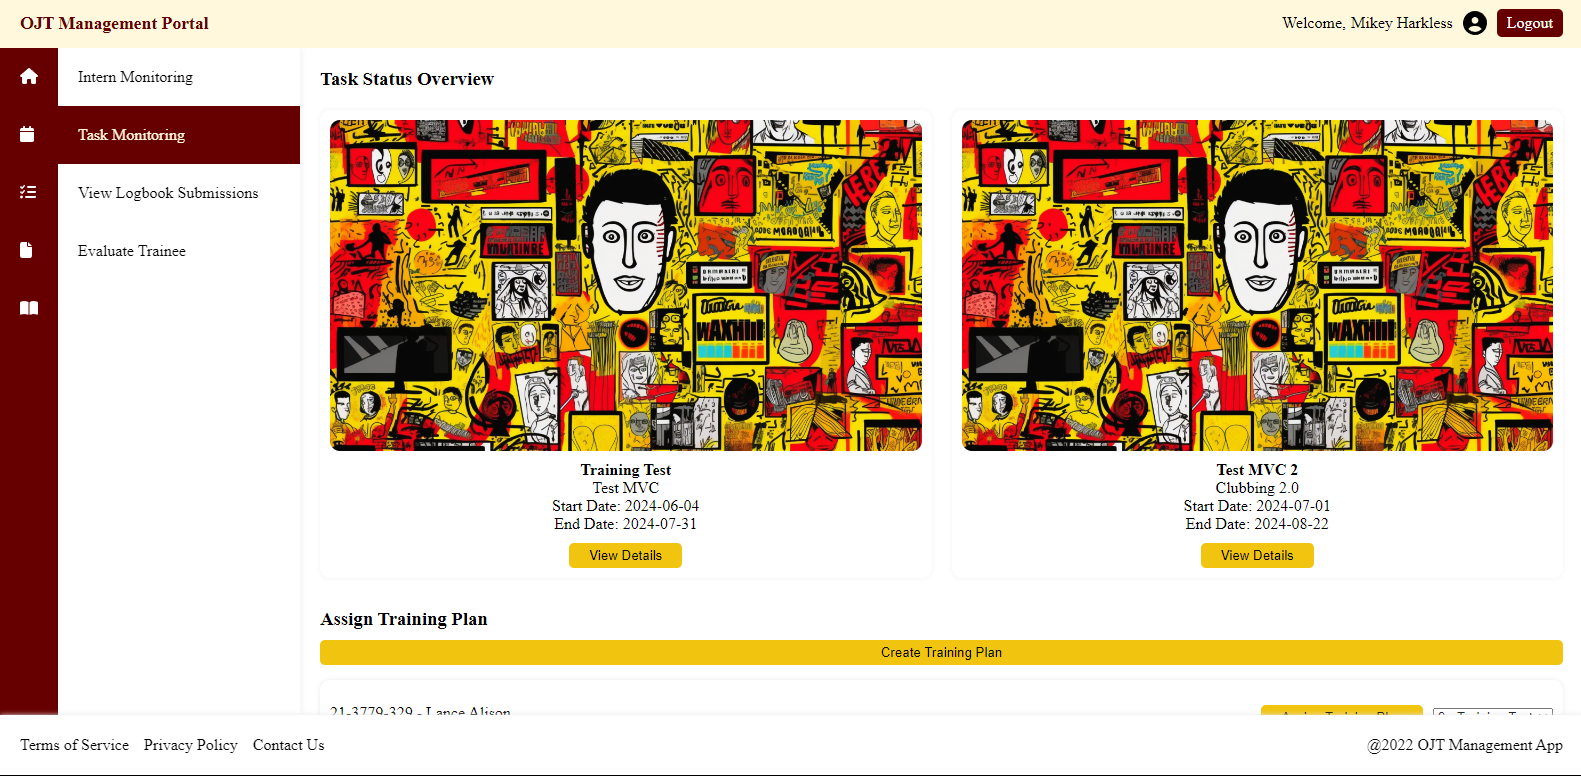 OJT Management Portal
Welcome, Mikey Harkless
Logout
Intern Monitoring
Task Monitoring
View Logbook Submissions
Evaluate Trainee
Task Status Overview
WAXHII
WAXHII
Training Test
Test MVC
Start Date: 2024-06-04
End Date: 2024-07-31
View Details
Test MVC 2
Clubbing 2.0
Start Date: 2024-07-01
End Date: 2024-08-22
View Details
Assign Training Plan
Create Training Plan
21-3779-329 - Lance Alison
Terms of Service
Privacy Policy
Contact Us
@2022 OJT Management App